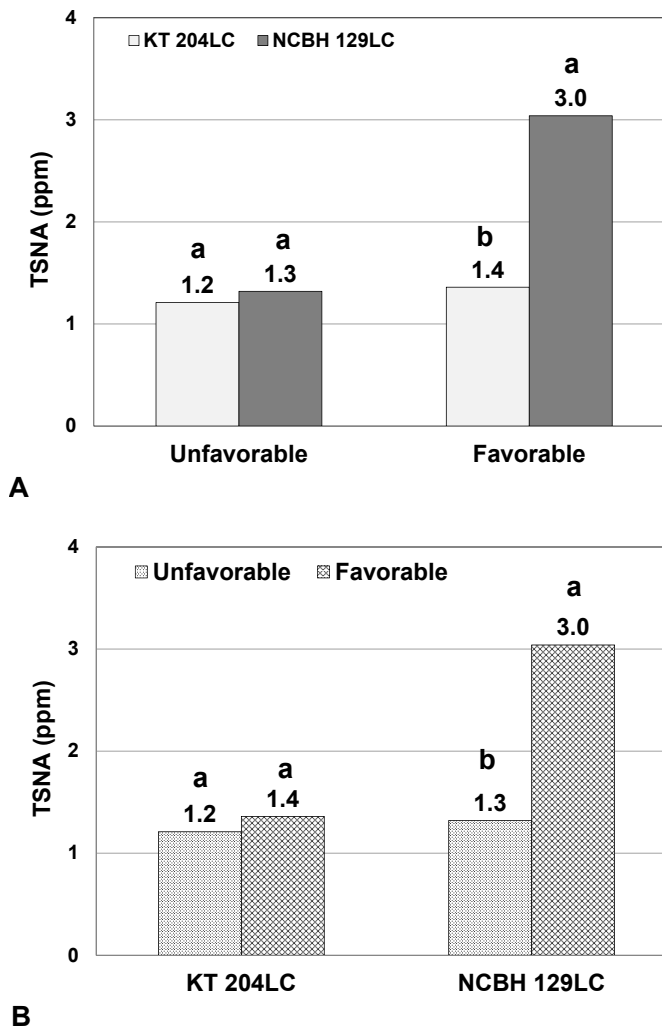 4
KT 204LC NCBH 129LC
a
3.0
3
TSNA (ppm)
2
a a b
1.2 1.3 1.4
1
0
Unfavorable Favorable
A
4
Unfavorable Favorable
a
3.0
3
TSNA (ppm)
2
a a b
1.2 1.4 1.3
1
0
KT 204LC NCBH 129LC
B